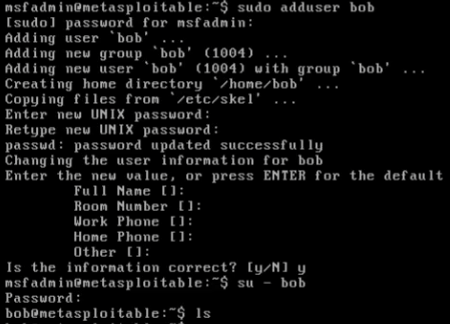 msfadmin@metasploitable:~$ sudo adduser bob
[sudo] password for msfadmin:
Adding user `bob' ...
Adding new group `bob' (1004) ...
Adding new user `bob' (1004) with group `bob' ...
Creating home directory `/home/bob' ...
Copying files from `/etc/skel' ...
Enter new UNIX password:
Retype new UNIX password:
passwd: password updated successfully
Changing the user information for bob
Enter the new value, or press ENTER for the default
Full Name []:
Room Number []:
Work Phone []:
Home Phone []:
Other []:
Is the information correct? [y/N] y
msfadmin@metasploitable:~$ su - bob
Password:
bob@metasploitable:~$ ls